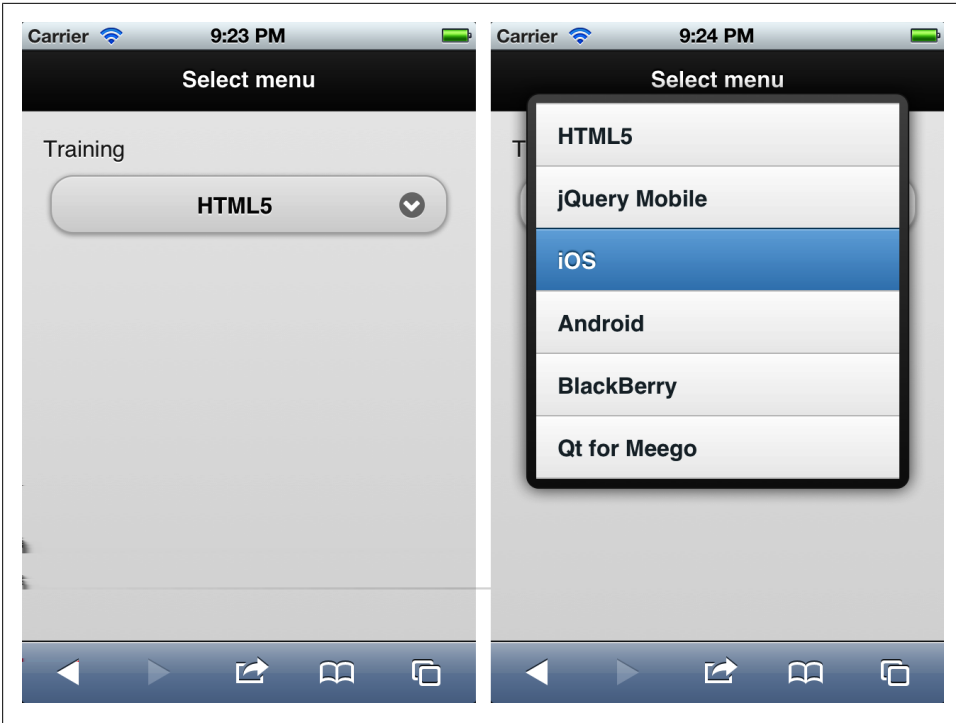 Carrier 9:23 PM
Select menu
Training
HTML5
Carrier 9:24 PM
Select menu
T
HTML5
jQuery Mobile
iOS
Android
BlackBerry
Qt for Meego